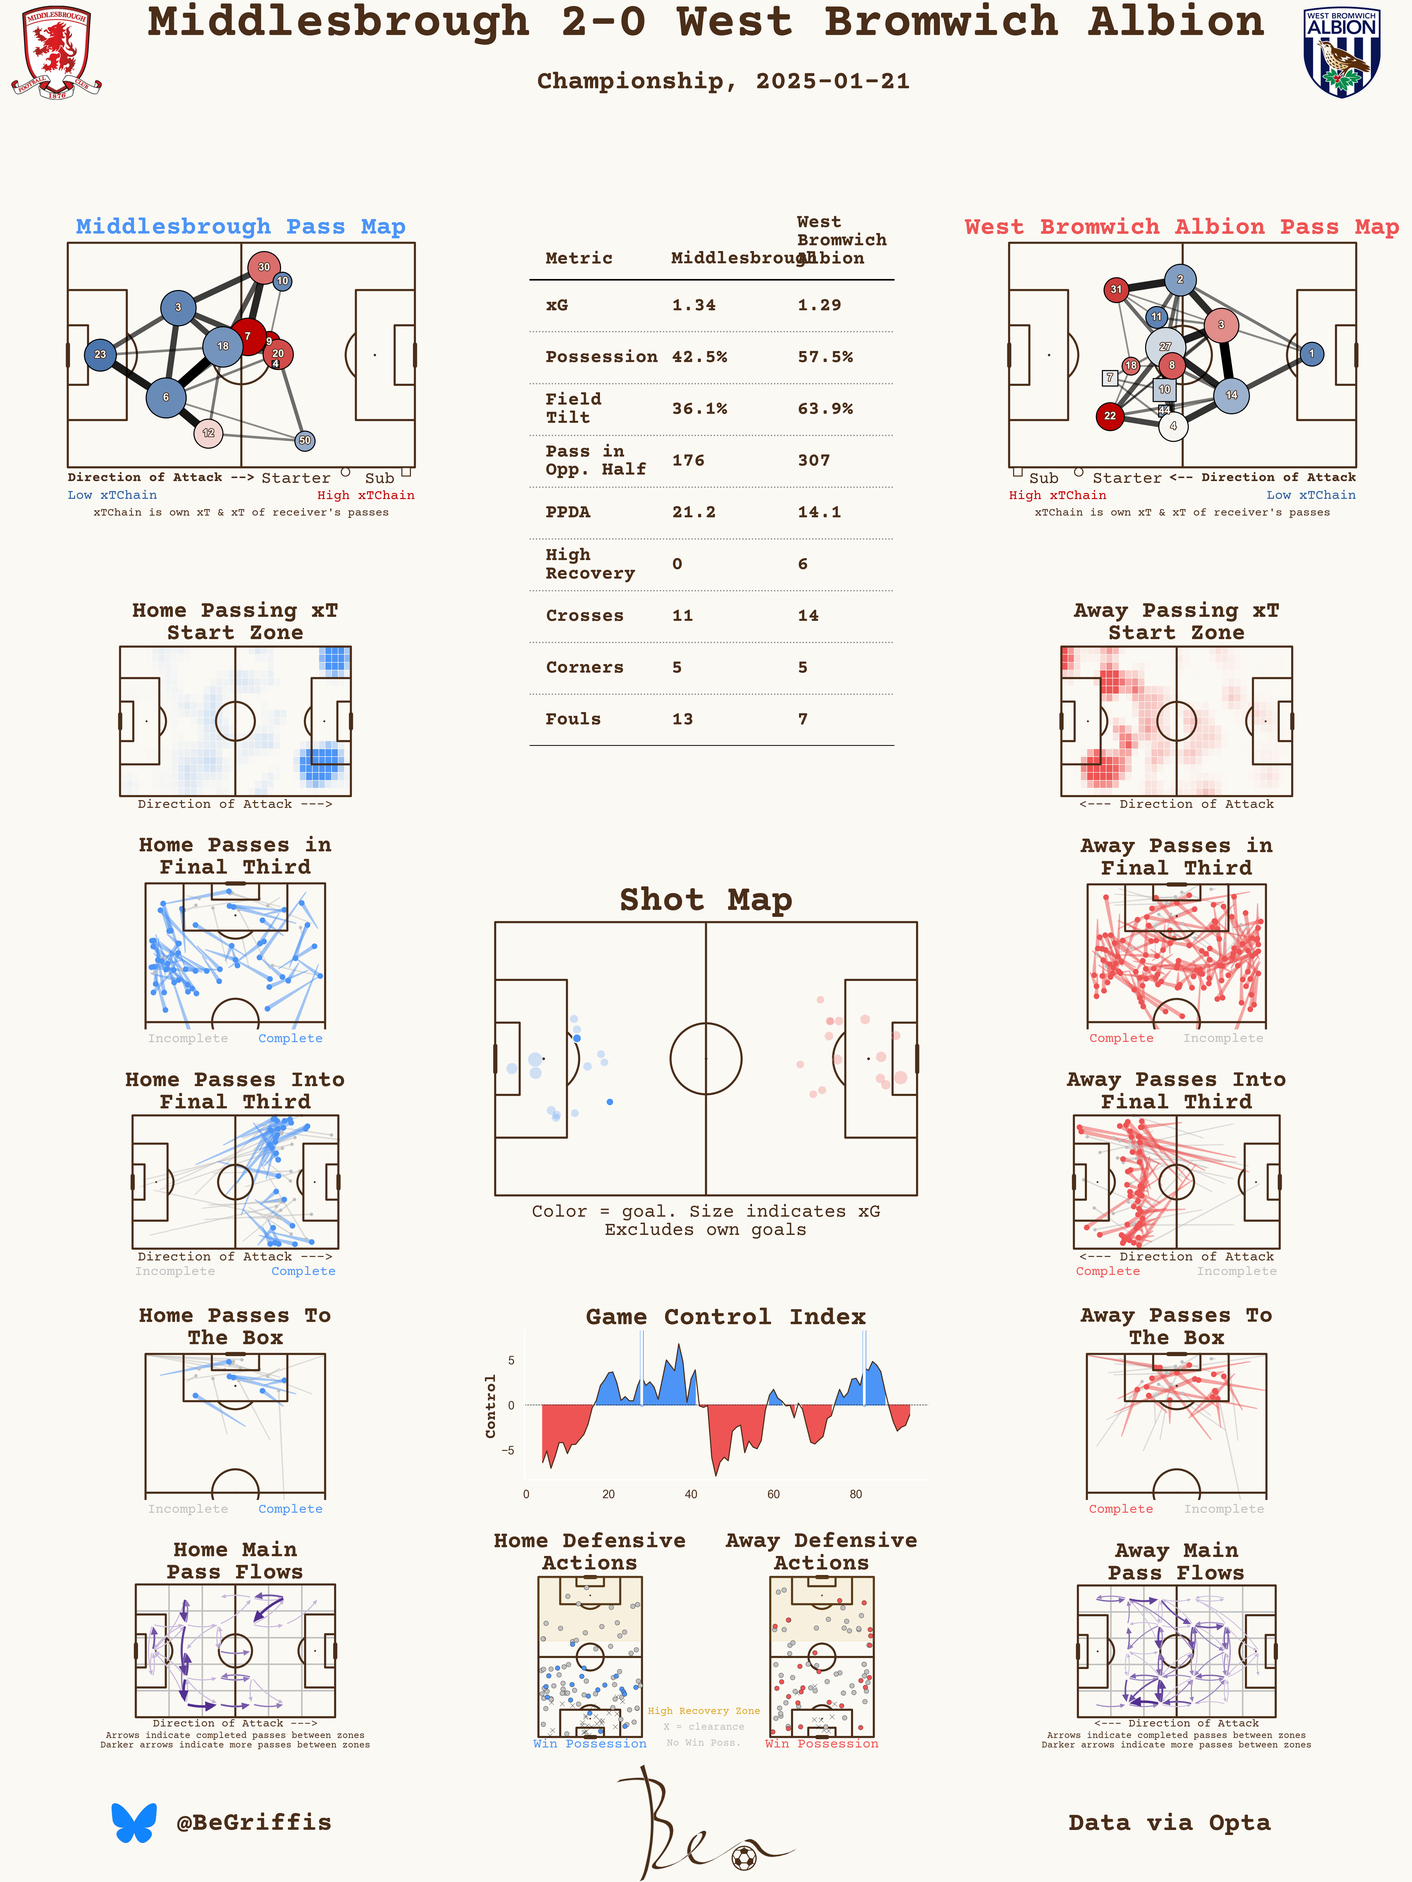 Middlesbrough 2-0 West Bromwich Albion
Championship, 2025-01-21
MIDDLESBROUGH
FOOTBALL CLUB
1876
WEST BROMWICH
ALBION
Middlesbrough Pass Map
30
10
3
7
9
18
20
4
23
6
12
50
Direction of Attack --> Starter Sub
Low xTChain High xTChain
xTChain is own xT & xT of receiver's passes
Metric Middlesbrough West Bromwich Albion
xG 1.34 1.29
Possession 42.5% 57.5%
Field Tilt 36.1% 63.9%
Pass in Opp. Half 176 307
PPDA 21.2 14.1
High Recovery 0 6
Crosses 11 14
Corners 5 5
Fouls 13 7
West Bromwich Albion Pass Map
2
31
11
3
27
1
18
8
7
10
14
44
22
4
Sub Starter <-- Direction of Attack
High xTChain Low xTChain
xTChain is own xT & xT of receiver's passes
Home Passing xT
Start Zone
Direction of Attack --->
Away Passing xT
Start Zone
<--- Direction of Attack
Home Passes in
Final Third
Incomplete Complete
Away Passes in
Final Third
Complete Incomplete
Shot Map
Color = goal. Size indicates xG
Excludes own goals
Home Passes Into
Final Third
Direction of Attack --->
Incomplete Complete
Away Passes Into
Final Third
<--- Direction of Attack
Complete Incomplete
Home Passes To
The Box
Incomplete Complete
Game Control Index
Control
5
0
−5
0 20 40 60 80
Away Passes To
The Box
Complete Incomplete
Home Main
Pass Flows
Direction of Attack --->
Arrows indicate completed passes between zones
Darker arrows indicate more passes between zones
Home Defensive
Actions
Win Possession
High Recovery Zone
X = clearance
No Win Poss.
Away Defensive
Actions
Win Possession
Away Main
Pass Flows
<--- Direction of Attack
Arrows indicate completed passes between zones
Darker arrows indicate more passes between zones
@BeGriffis
Ben
Data via Opta